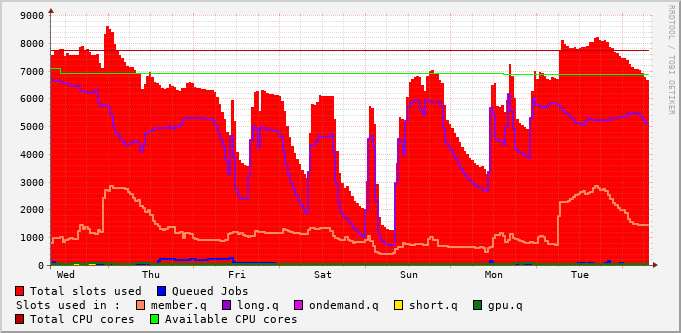 9000
8000
7000
6000
5000
4000
3000
2000
1000
0
Wed Thu Fri Sat Sun Mon Tue
RRDTOOL / TOBI OETIKER
Total slots used Queued Jobs
Slots used in : member.q long.q ondemand.q short.q gpu.q
Total CPU cores Available CPU cores